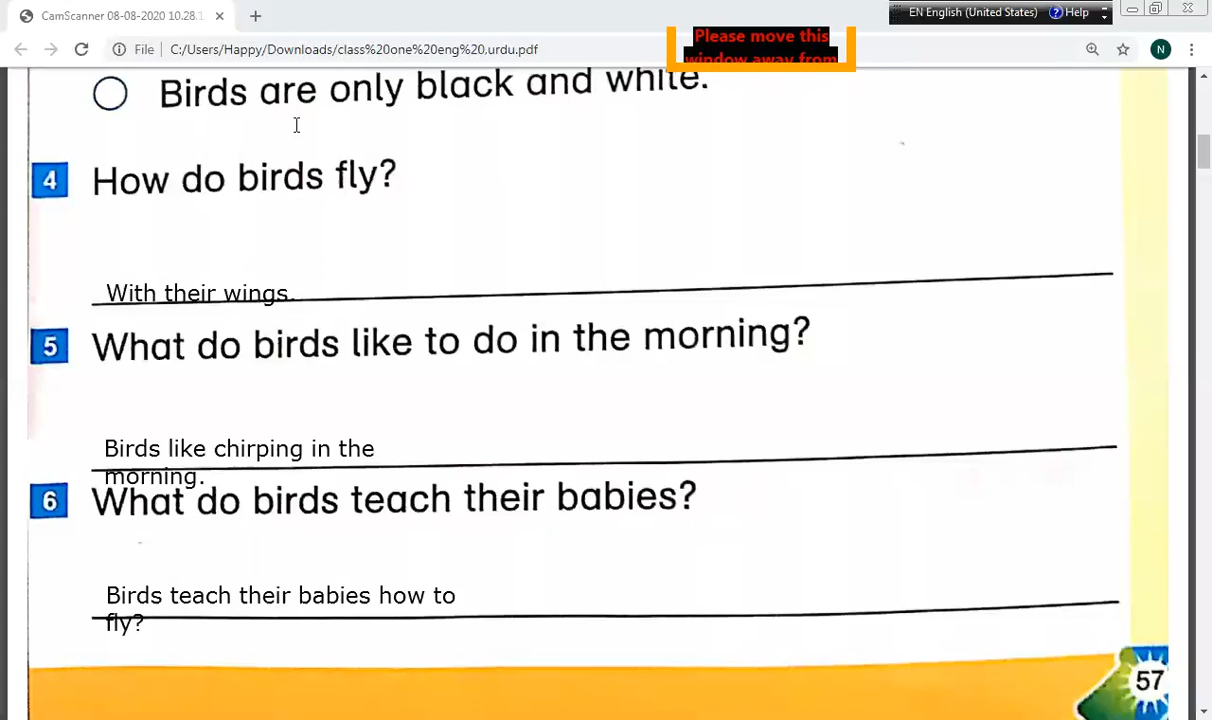 CamScanner 08-08-2020 10.28.1
EN English (United States) Help
File C:/Users/Happy/Downloads/class%20one%20eng%20.urdu.pdf
N
Please move this
window away from
Birds are only black and white.
4 How do birds fly?
With their wings.
5 What do birds like to do in the morning?
Birds like chirping in the
morning.
6 What do birds teach their babies?
Birds teach their babies how to
fly?
57